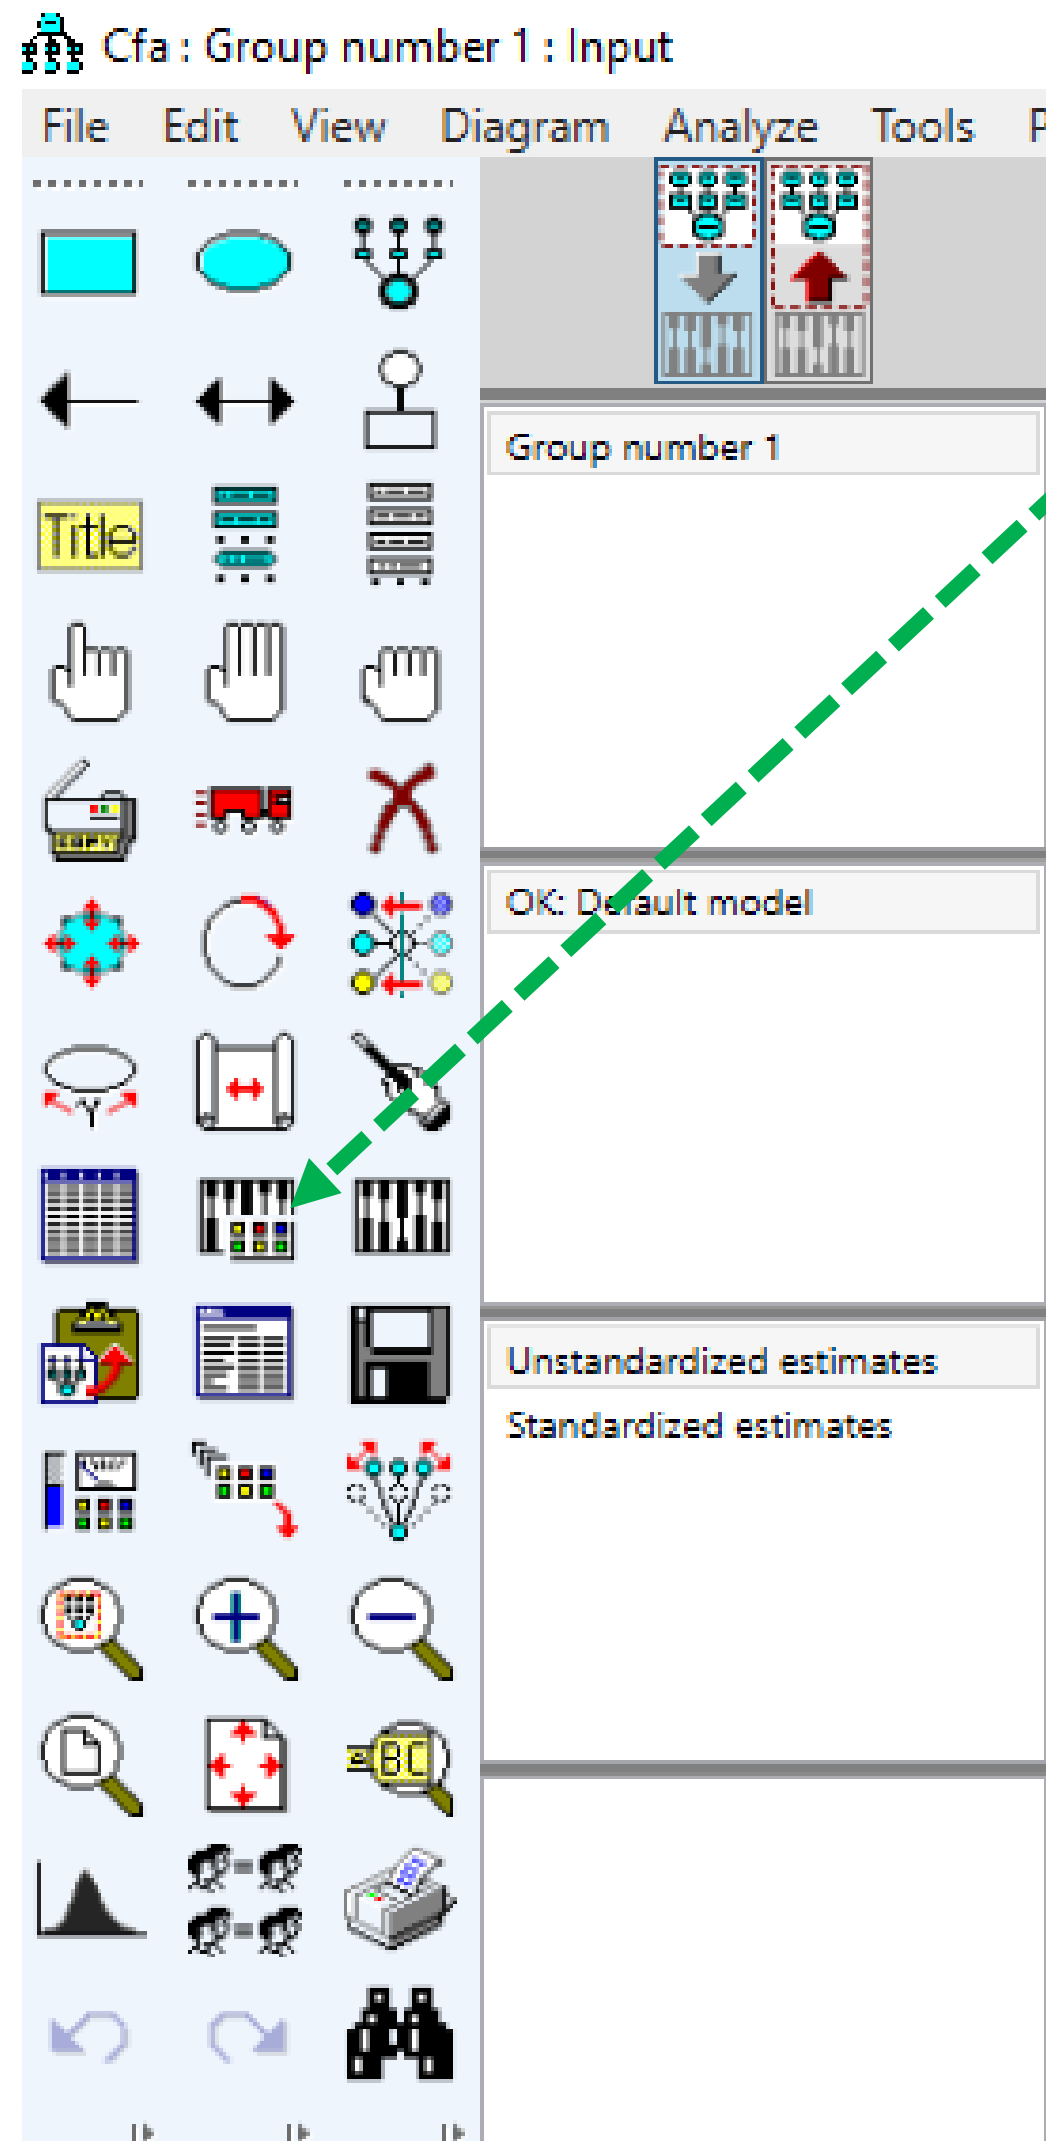 Cfa : Group number 1 : Input
File Edit View Diagram Analyze Tools
Group number 1
Title
OK: Default model
Unstandardized estimates
Standardized estimates
BC